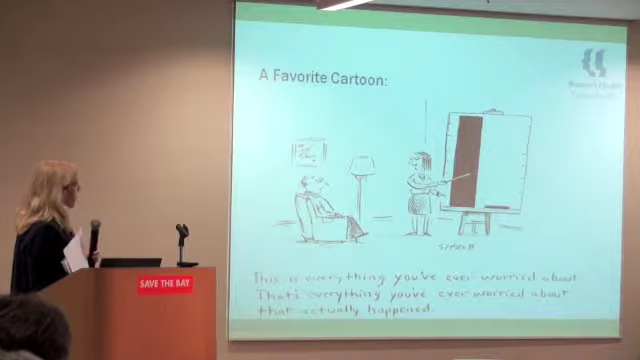 A Favorite Cartoon:
This is everything you've ever worried about
That's everything you've ever worried about
that actually happened.
SAVE THE BAY